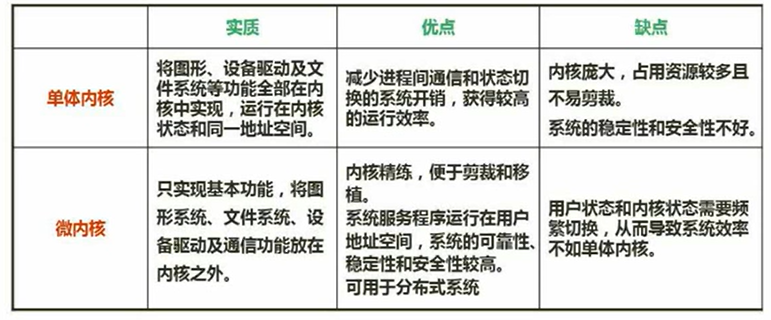 实质
优点
缺点
单体内核
将图形、设备驱动及文
件系统等功能全部在内
核中实现，运行在内核
状态和同一地址空间。
减少进程间通信和状态切
换的系统开销，获得较高
的运行效率。
内核庞大，占用资源较多且
不易剪裁。
系统的稳定性和安全性不好。
微内核
只实现基本功能，将图
形系统、文件系统、设
备驱动及通信功能放在
内核之外。
内核精练，便于剪裁和移
植。
系统服务程序运行在用户
地址空间，系统的可靠性、
稳定性和安全性较高。
可用于分布式系统
用户状态和内核状态需要频
繁切换，从而导致系统效率
不如单体内核。